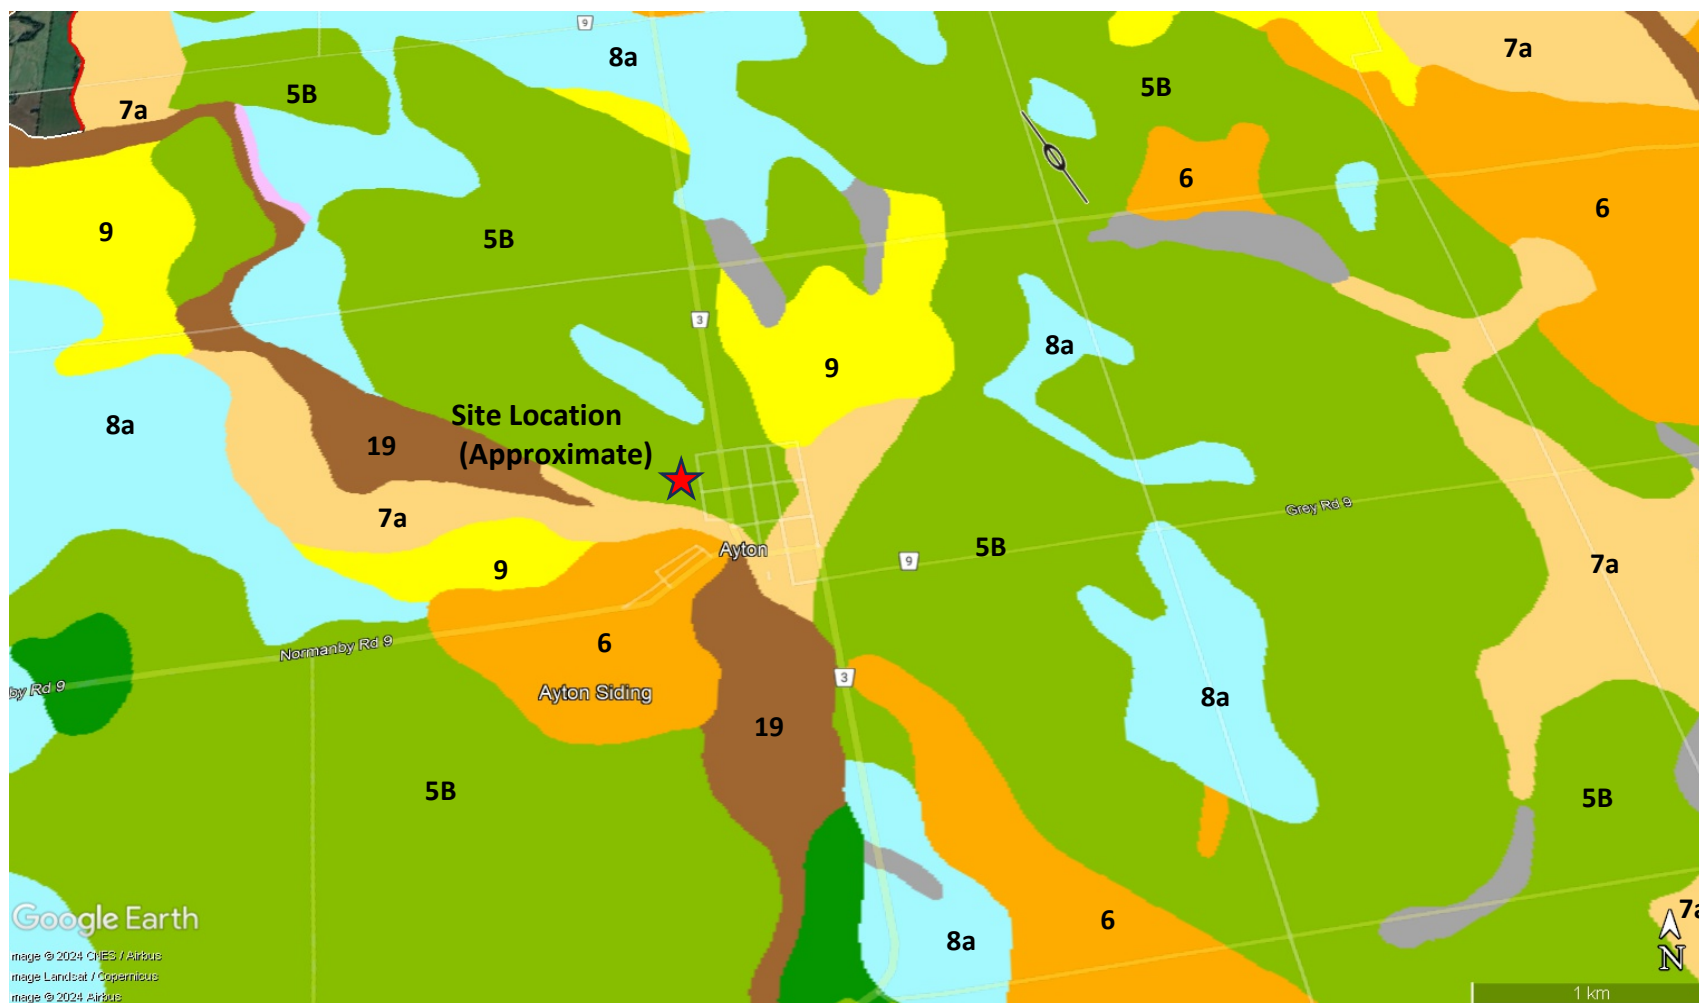 9
8a
7a
5B
5B
7a
6
6
9
5B
3
8a
9
Site Location
(Approximate)
8a
19
Grey Rd 9
7a
Ayton
5B
9
9
7a
6
Normanby Rd 9
by Rd 9
Ayton Siding
3
8a
19
5B
5B
6
7a
8a
Google Earth
mage © 2024 CNES / Airbus
mage Landsat / Copernicus
mage © 2024 Airbus
N
1 km